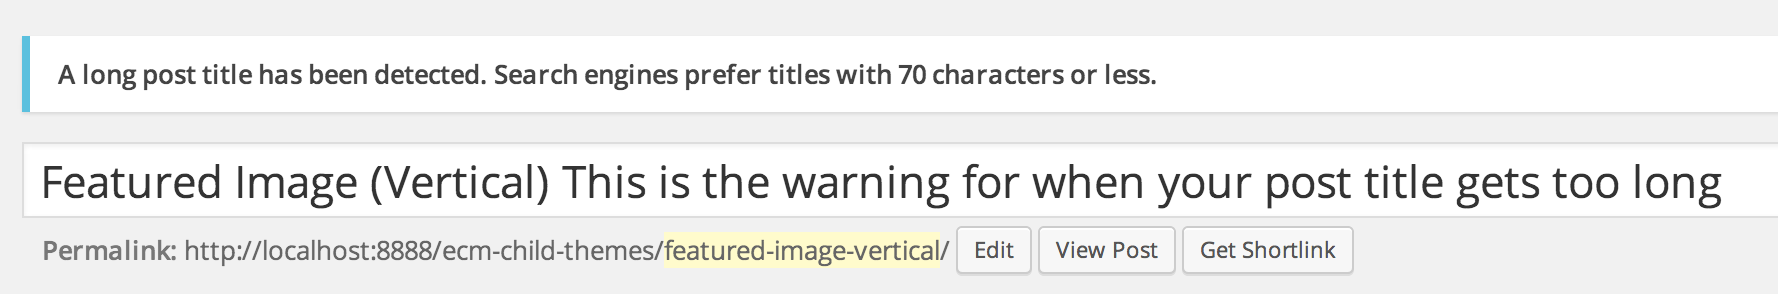 A long post title has been detected. Search engines prefer titles with 70 characters or less.
Featured Image (Vertical) This is the warning for when your post title gets too long
Permalink: http://localhost:8888/ecm-child-themes/featured-image-vertical/ Edit View Post Get Shortlink